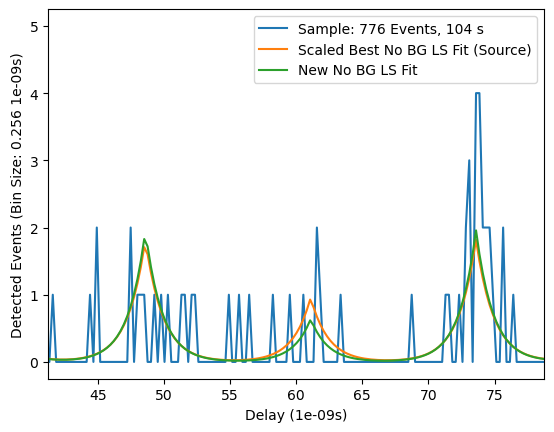 Sample: 776 Events, 104 s
Scaled Best No BG LS Fit (Source)
New No BG LS Fit
Detected Events (Bin Size: 0.256 1e-09s)
5
4
3
2
1
0
45 50 55 60 65 70 75
Delay (1e-09s)